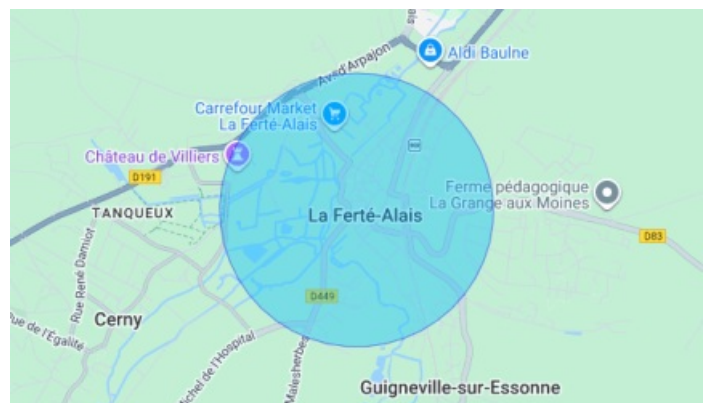 Aldi Baulne
Av. d'Arpajon
Carrefour Market
La Ferté-Alais
Château de Villiers
D191
Ferme pédagogique
La Grange aux Moines
TANQUEUX
La Ferté-Alais
D83
Rue René Damiot
D449
Cerny
Rue de l'Égalité
Michel de l'Hospital
Malesherbes
Guigneville-sur-Essonne